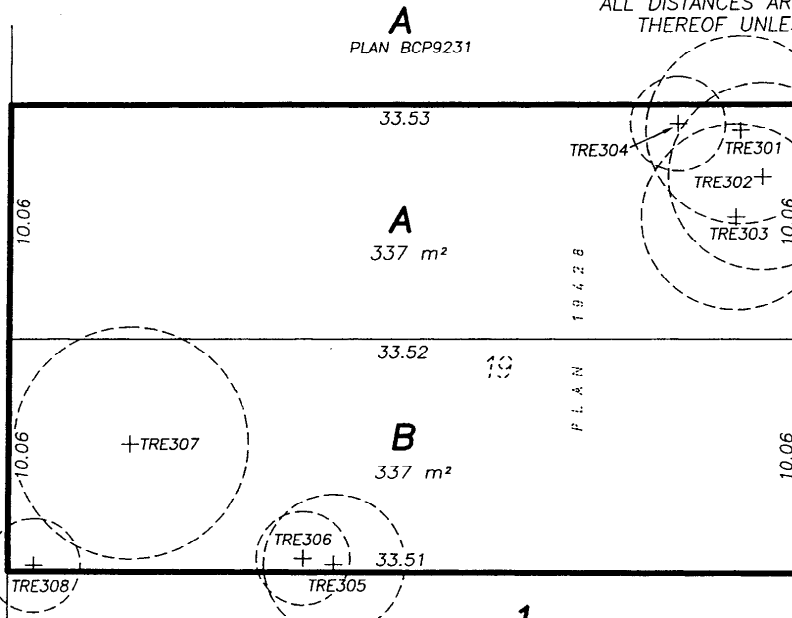 ALL DISTANCES AR
THEREOF UNLES
A
PLAN BCP9231
33.53
TRE304
TRE301
TRE302
TRE303
10.06
10.06
A
337 m²
PLAN 19428
33.52
19
TRE307
B
337 m²
10.06
10.06
TRE306
33.51
TRE308
TRE305
1